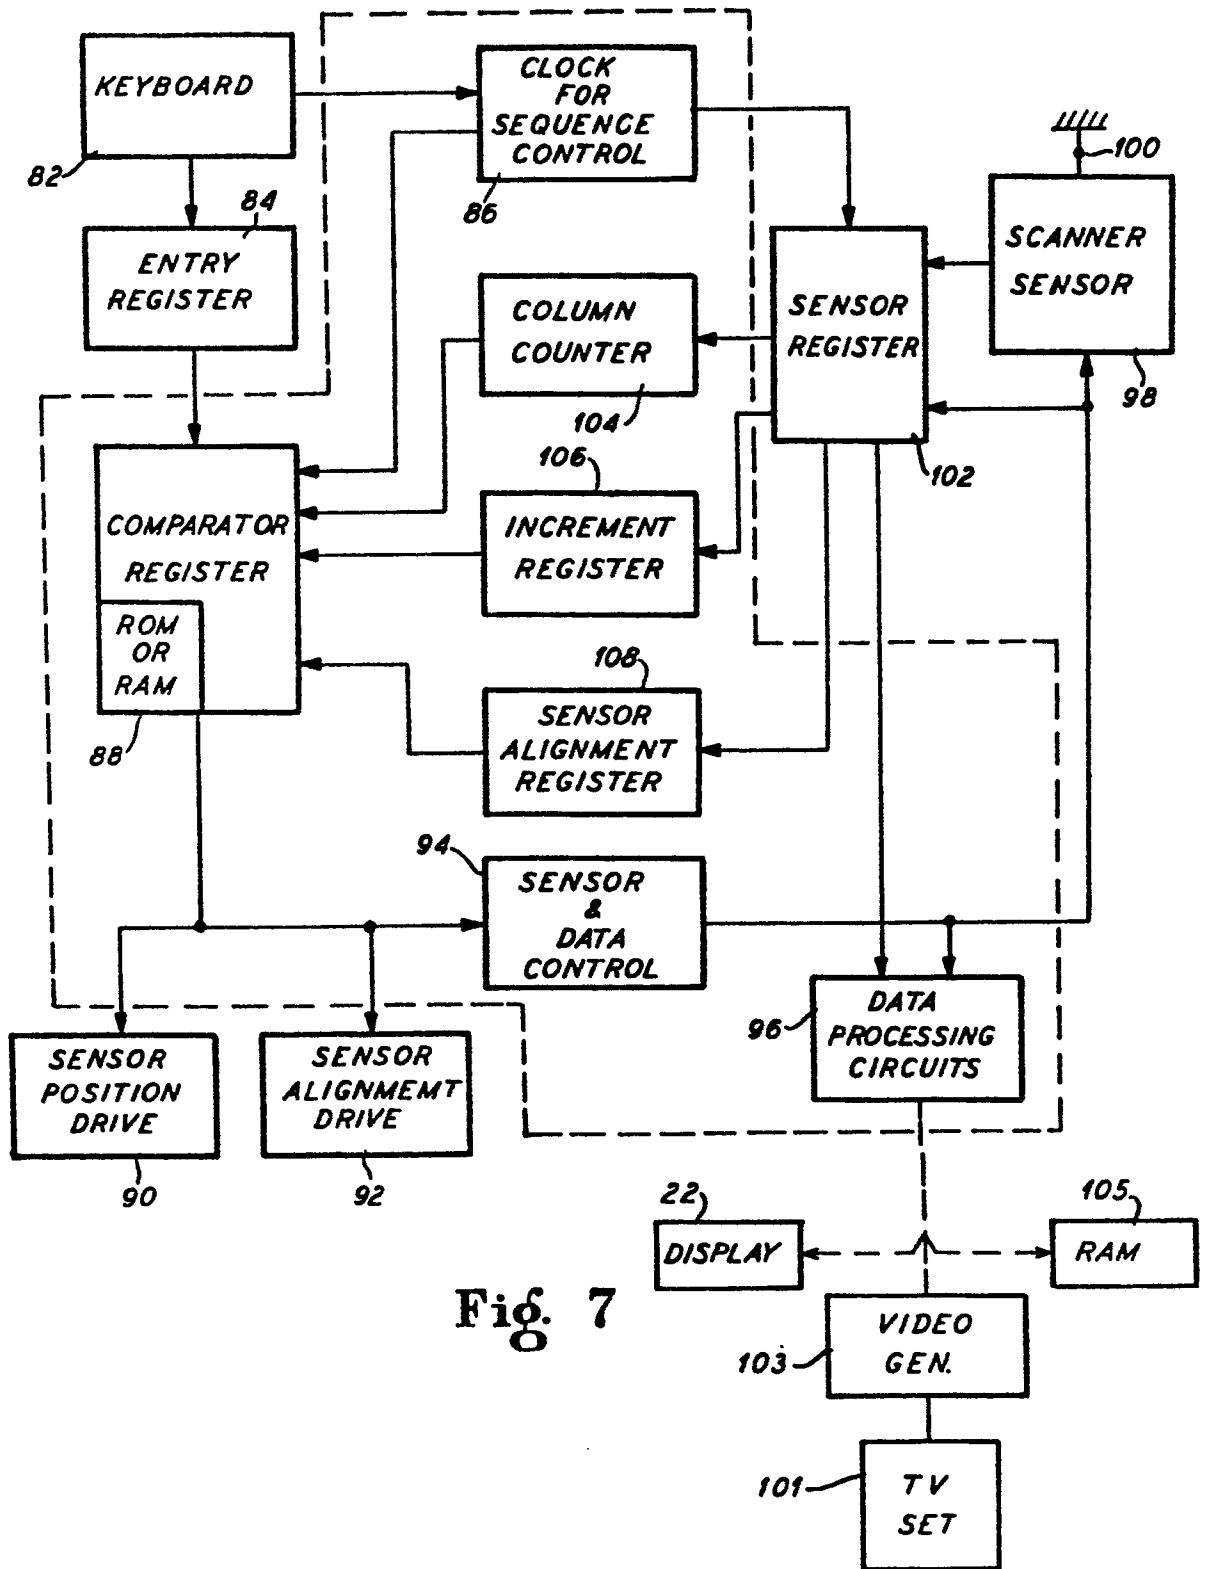 KEYBOARD
82
CLOCK
FOR
SEQUENCE
CONTROL
86
100
84
ENTRY
REGISTER
SCANNER
SENSOR
98
SENSOR
REGISTER
102
COLUMN
COUNTER
104
106
INCREMENT
REGISTER
COMPARATOR
REGISTER
ROM
OR
RAM
88
108
SENSOR
ALIGNMENT
REGISTER
94
SENSOR
&
DATA
CONTROL
96
DATA
PROCESSING
CIRCUITS
SENSOR
POSITION
DRIVE
90
SENSOR
ALIGNMEMT
DRIVE
92
22
DISPLAY
105
RAM
Fig. 7
103
VIDEO
GEN.
101
TV
SET